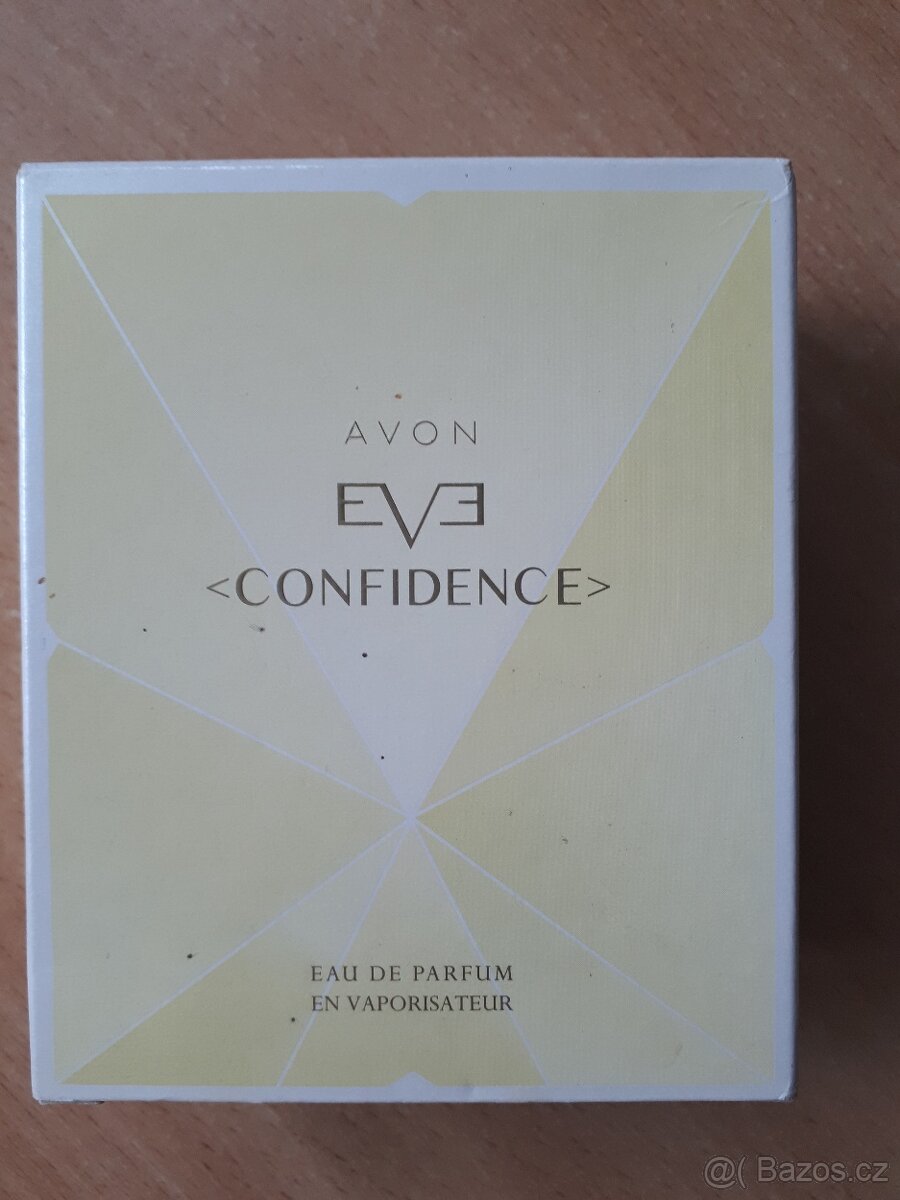 AVON
EVE
<CONFIDENCE>
EAU DE PARFUM
EN VAPORISATEUR
@( Bazos.cz